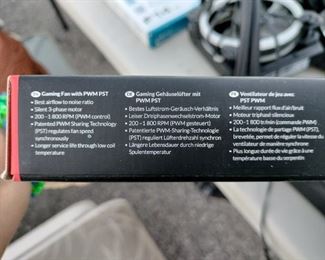 Gaming Fan with PWM PST
• Best airflow to noise ratio
• Silent 3-phase motor
• 200 -1 800 RPM (PWM control)
• Patented PWM Sharing Technology
(PST) regulates fan speed
synchronously
• Longer service life through low coil
temperature
DE Gaming Gehäuselüfter mit
PWM PST
• Bestes Luftstrom-Geräusch-Verhältnis
• Leiser Dreiphasenwechselstrom-Motor
• 200 -1 800 RPM (PWM gesteuert)
• Patentierte PWM-Sharing-Technologie
(PST) reguliert Lüfterdrehzahl synchron
• Längere Lebensdauer durch niedrige
Spulentemperatur
FR Ventilateur de jeu avec
PST PWM
• Meilleur rapport flux d'air/bruit
• Moteur triphasé silencieux
• 200 -1 800 tr/min (commande PWM)
• La technologie de partage PWM (PST),
brevetée, permet de réguler la vitesse du
ventilateur de manière synchrone
• Plus longue durée de vie grâce à une
température basse du serpentin